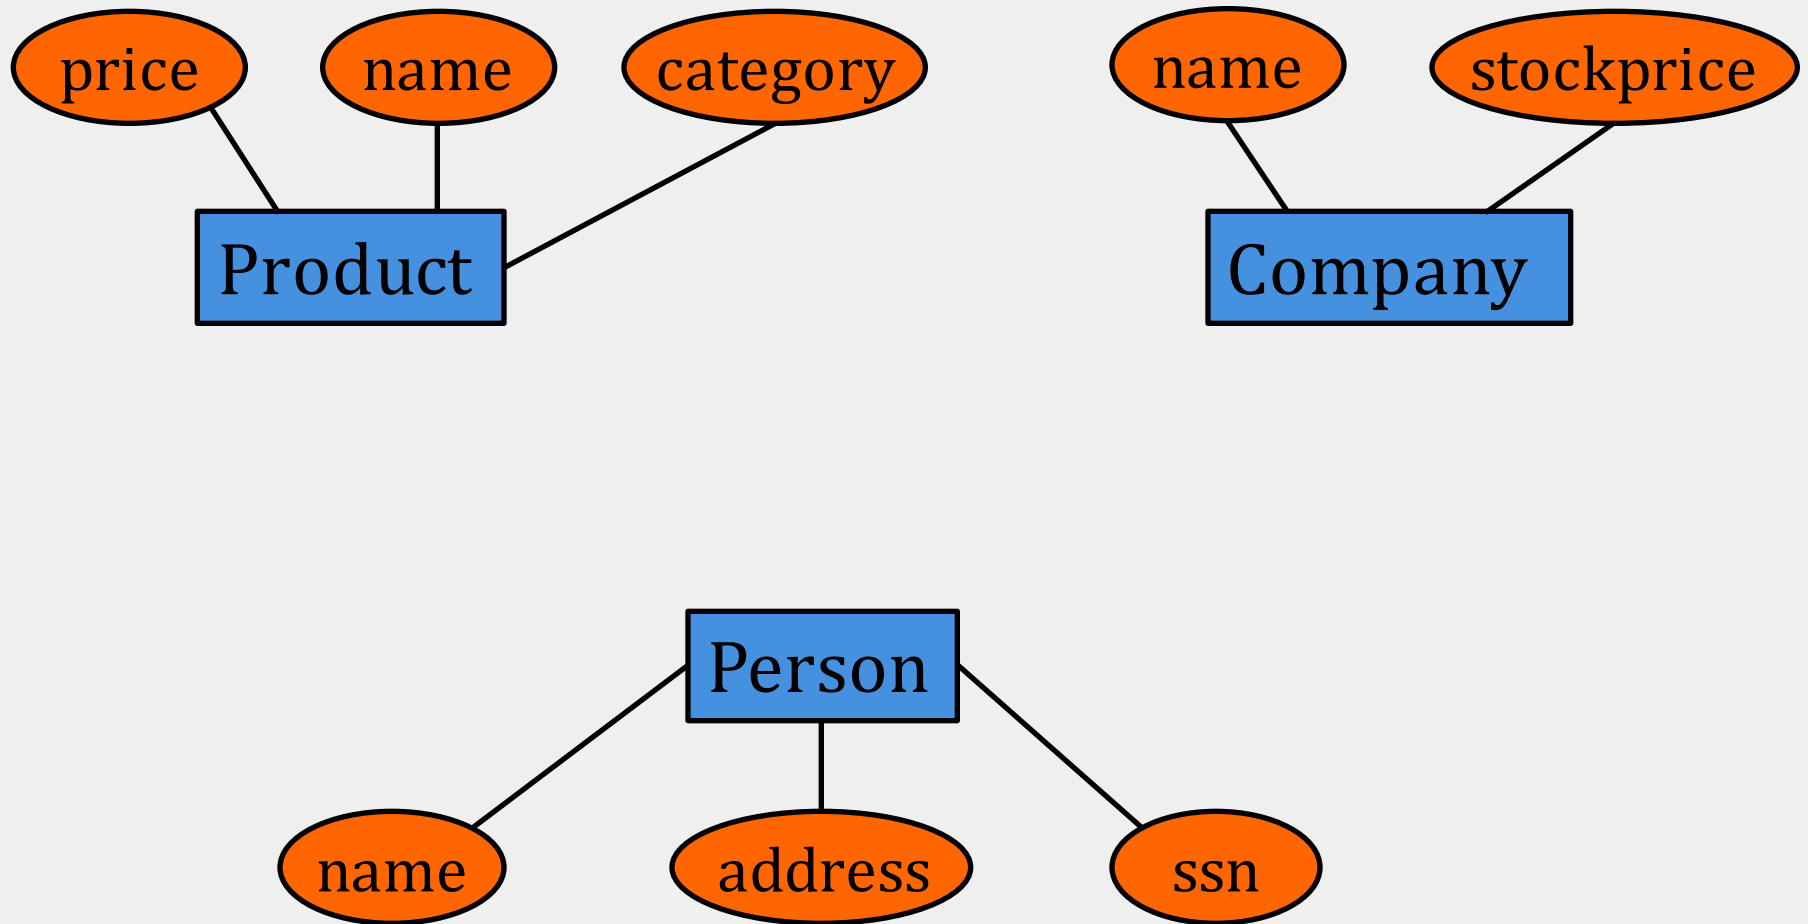 price
name
category
name
stockprice
Product
Company
Person
name
address
ssn